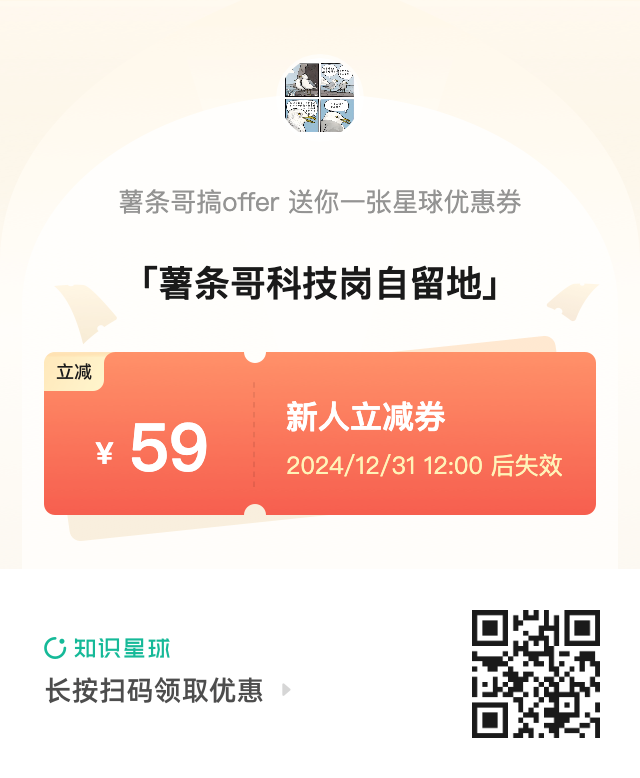 薯条哥搞offer 送你一张星球优惠券
「薯条哥科技岗自留地」
立减
¥ 59
新人立减券
2024/12/31 12:00 后失效
知识星球
长按扫码领取优惠